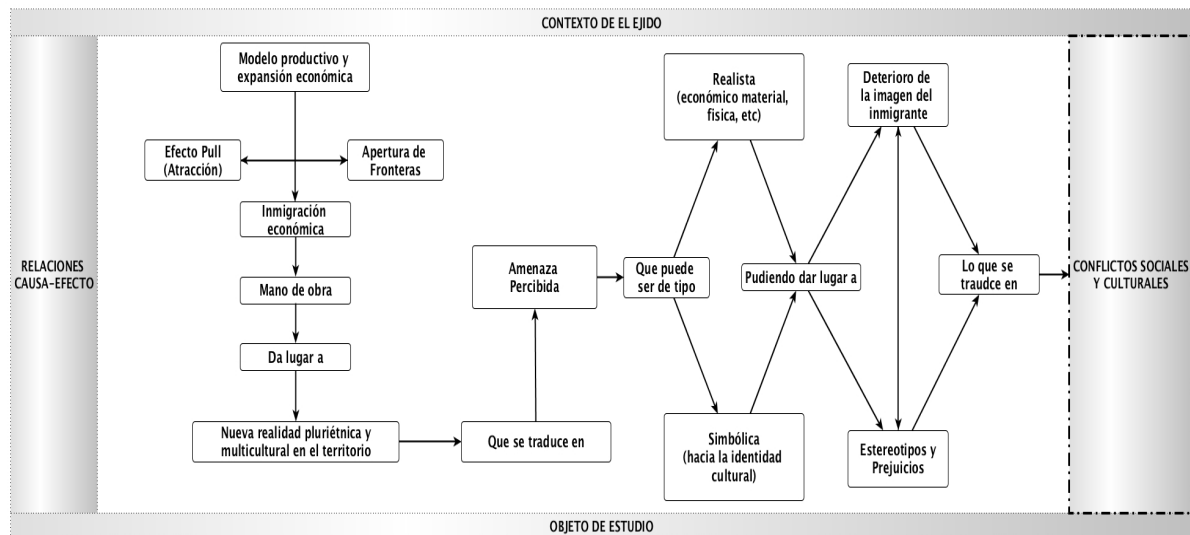 CONTEXTO DE EL EJIDO
RELACIONES
CAUSA-EFECTO
Modelo productivo y
expansión económica
Efecto Pull
(Atracción)
Apertura de
Fronteras
Inmigración
económica
Mano de obra
Da lugar a
Nueva realidad pluriétnica y
multicultural en el territorio
Que se traduce en
Amenaza
Percibida
Que puede
ser de tipo
Realista
(económico material,
fisica, etc)
Simbólica
(hacia la identidad
cultural)
Pudiendo dar lugar a
Deterioro de
la imagen del
inmigrante
Estereotipos y
Prejuicios
Lo que se
traudce en
CONFLICTOS SOCIALES
Y CULTURALES
OBJETO DE ESTUDIO